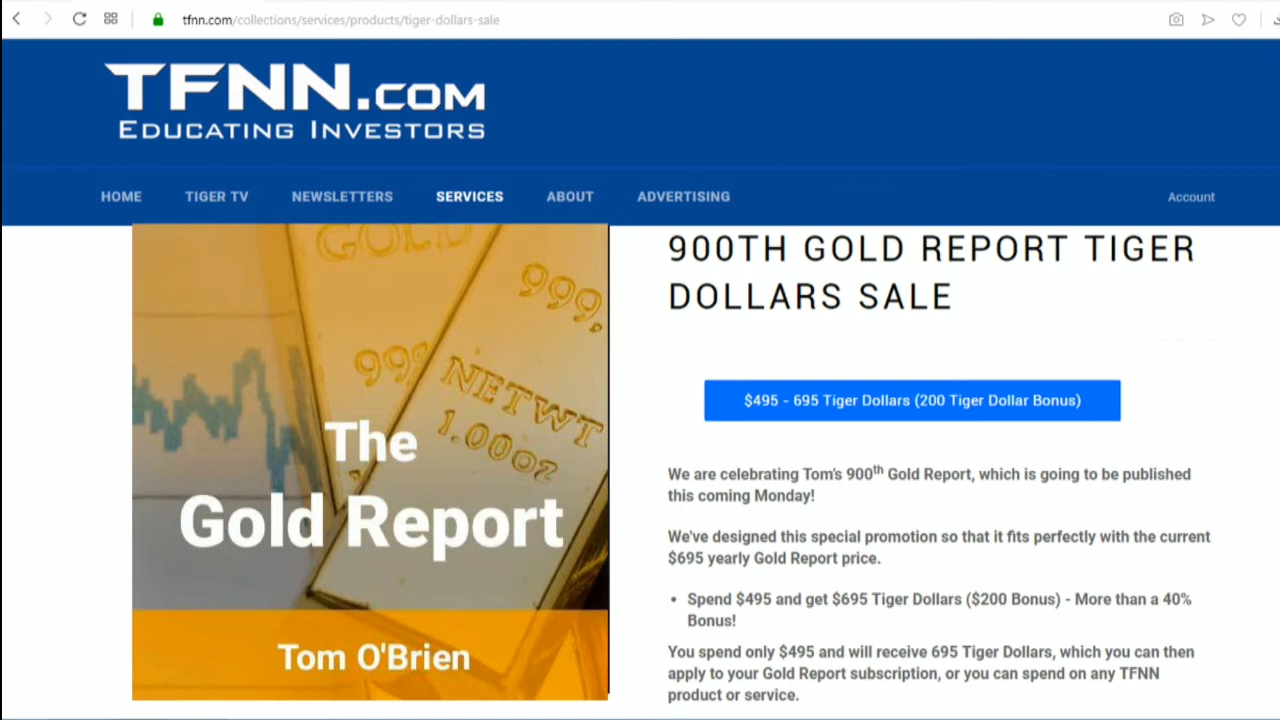 tfnn.com/collections/services/products/tiger-dollars-sale
TFNN.COM
EDUCATING INVESTORS
HOME TIGER TV NEWSLETTERS SERVICES ABOUT ADVERTISING Account
GOLD
999.
999
NETWT
1.00oz
The
Gold Report
Tom O'Brien
900TH GOLD REPORT TIGER
DOLLARS SALE
$495 - 695 Tiger Dollars (200 Tiger Dollar Bonus)
We are celebrating Tom's 900th Gold Report, which is going to be published
this coming Monday!
We've designed this special promotion so that it fits perfectly with the current
$695 yearly Gold Report price.
• Spend $495 and get $695 Tiger Dollars ($200 Bonus) - More than a 40%
Bonus!
You spend only $495 and will receive 695 Tiger Dollars, which you can then
apply to your Gold Report subscription, or you can spend on any TFNN
product or service.